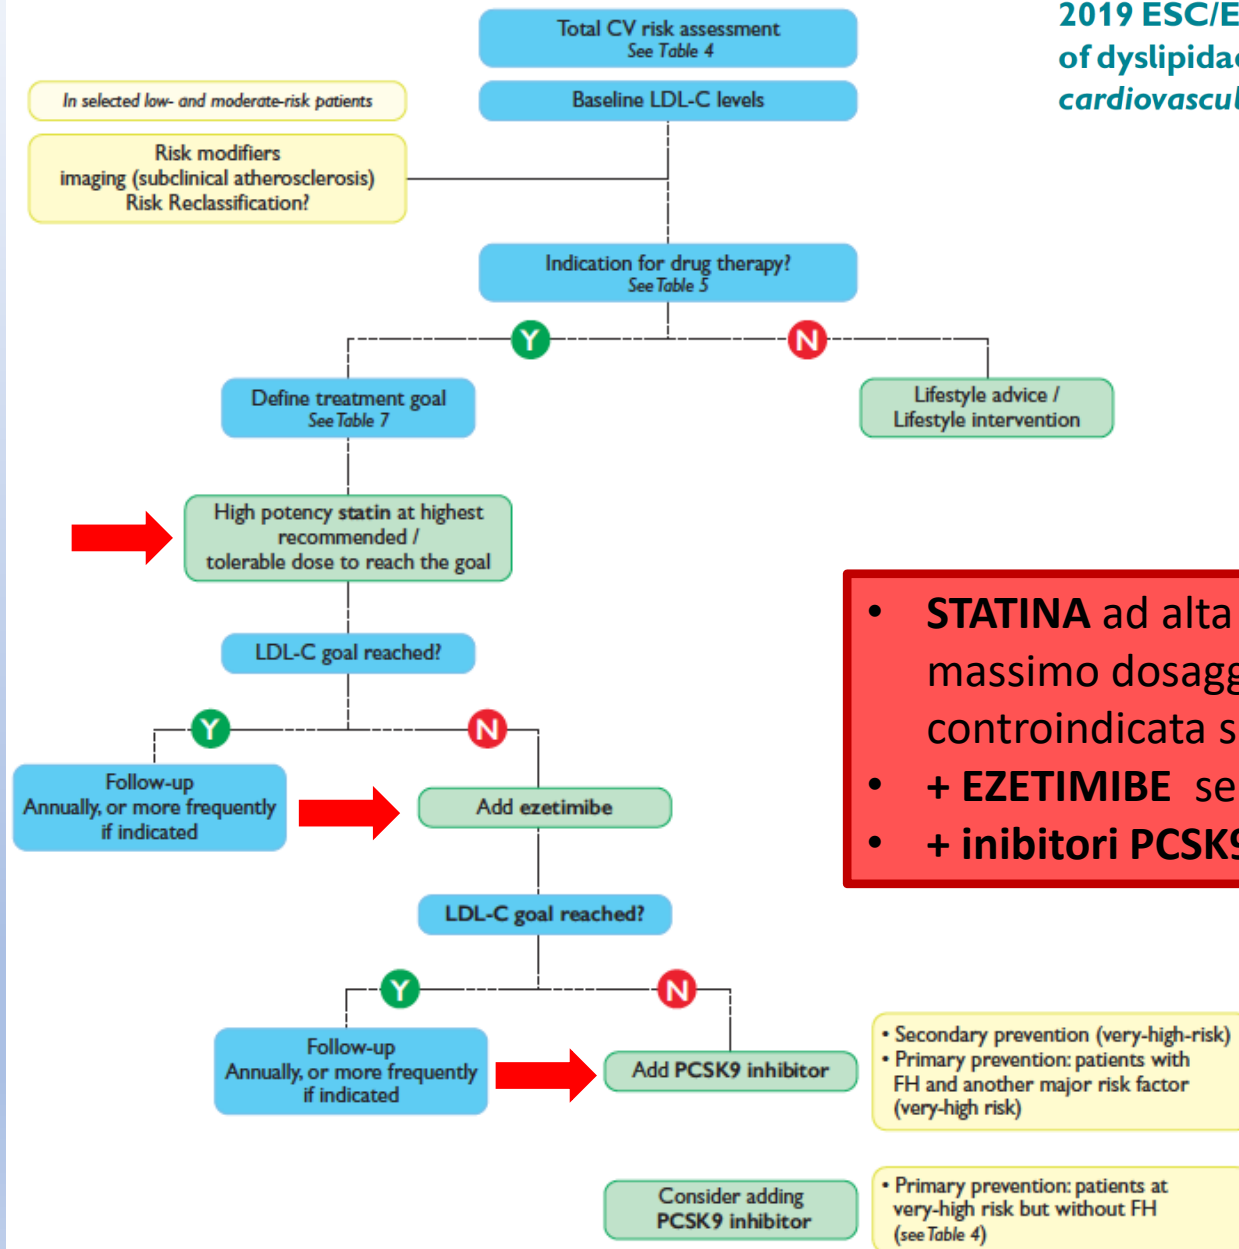 2019 ESC/E
of dyslipidae
cardiovascul
Total CV risk assessment
See Table 4
In selected low- and moderate-risk patients
Baseline LDL-C levels
Risk modifiers
imaging (subclinical atherosclerosis)
Risk Reclassification?
Indication for drug therapy?
See Table 5
Y
N
Define treatment goal
See Table 7
Lifestyle advice /
Lifestyle intervention
High potency statin at highest
recommended /
tolerable dose to reach the goal
• STATINA ad alta
massimo dosagg
controindicata s
• + EZETIMIBE se
• + inibitori PCSK9
LDL-C goal reached?
Y
N
Follow-up
Annually, or more frequently
if indicated
Add ezetimibe
LDL-C goal reached?
Y
N
Follow-up
Annually, or more frequently
if indicated
Add PCSK9 inhibitor
• Secondary prevention (very-high-risk)
• Primary prevention: patients with
FH and another major risk factor
(very-high risk)
Consider adding
PCSK9 inhibitor
• Primary prevention: patients at
very-high risk but without FH
(see Table 4)